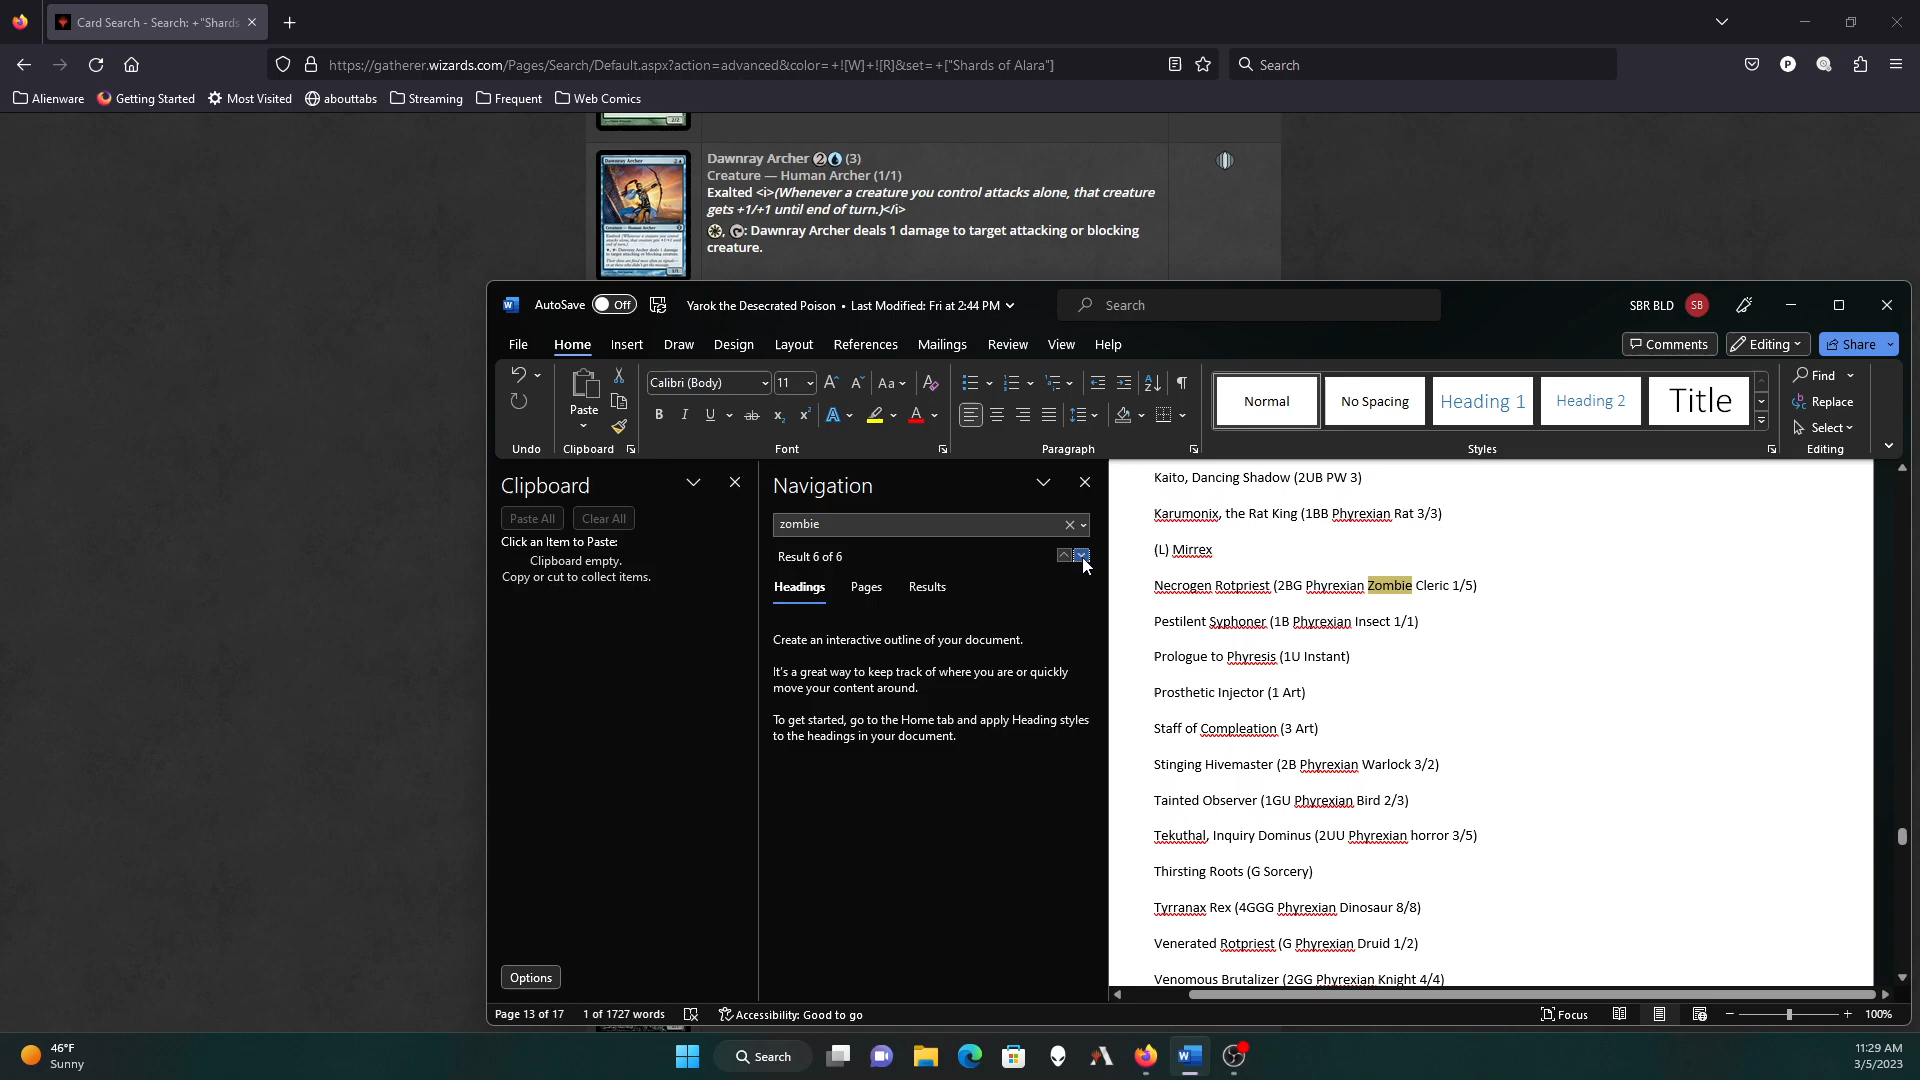 Card Search - Search: +"Shards
https://gatherer.wizards.com/Pages/Search/Default.aspx?action=advanced&color=+![W]+![R]&set=+["Shards of Alara"]
Search
Alienware
Getting Started
Most Visited
abouttabs
Streaming
Frequent
Web Comics
2/2
Dawnray Archer
Dawnray Archer 2 (3)
Creature — Human Archer (1/1)
Exalted <i>(Whenever a creature you control attacks alone, that creature
gets +1/+1 until end of turn.)</i>
, : Dawnray Archer deals 1 damage to target attacking or blocking
creature.
Creature — Human Archer
1/1
AutoSave Off
Yarok the Desecrated Poison • Last Modified: Fri at 2:44 PM
Search
SBR BLD SB
File Home Insert Draw Design Layout References Mailings Review View Help
Comments Editing Share
Paste
Calibri (Body) 11
Normal
No Spacing
Heading 1
Heading 2
Title
Find
Replace
Select
Undo Clipboard Font Paragraph Styles Editing
Clipboard
Paste All Clear All
Click an Item to Paste:
Clipboard empty.
Copy or cut to collect items.
Options
Navigation
zombie
Result 6 of 6
Headings Pages Results
Create an interactive outline of your document.
It's a great way to keep track of where you are or quickly
move your content around.
To get started, go to the Home tab and apply Heading styles
to the headings in your document.
Kaito, Dancing Shadow (2UB PW 3)
Karumonix, the Rat King (1BB Phyrexian Rat 3/3)
(L) Mirrex
Necrogen Rotpriest (2BG Phyrexian Zombie Cleric 1/5)
Pestilent Syphoner (1B Phyrexian Insect 1/1)
Prologue to Phyresis (1U Instant)
Prosthetic Injector (1 Art)
Staff of Compleation (3 Art)
Stinging Hivemaster (2B Phyrexian Warlock 3/2)
Tainted Observer (1GU Phyrexian Bird 2/3)
Tekuthal, Inquiry Dominus (2UU Phyrexian horror 3/5)
Thirsting Roots (G Sorcery)
Tyrranax Rex (4GGG Phyrexian Dinosaur 8/8)
Venerated Rotpriest (G Phyrexian Druid 1/2)
Venomous Brutalizer (2GG Phyrexian Knight 4/4)
Page 13 of 17 1 of 1727 words Accessibility: Good to go
Focus
100%
46°F
Sunny
Search
11:29 AM
3/5/2023